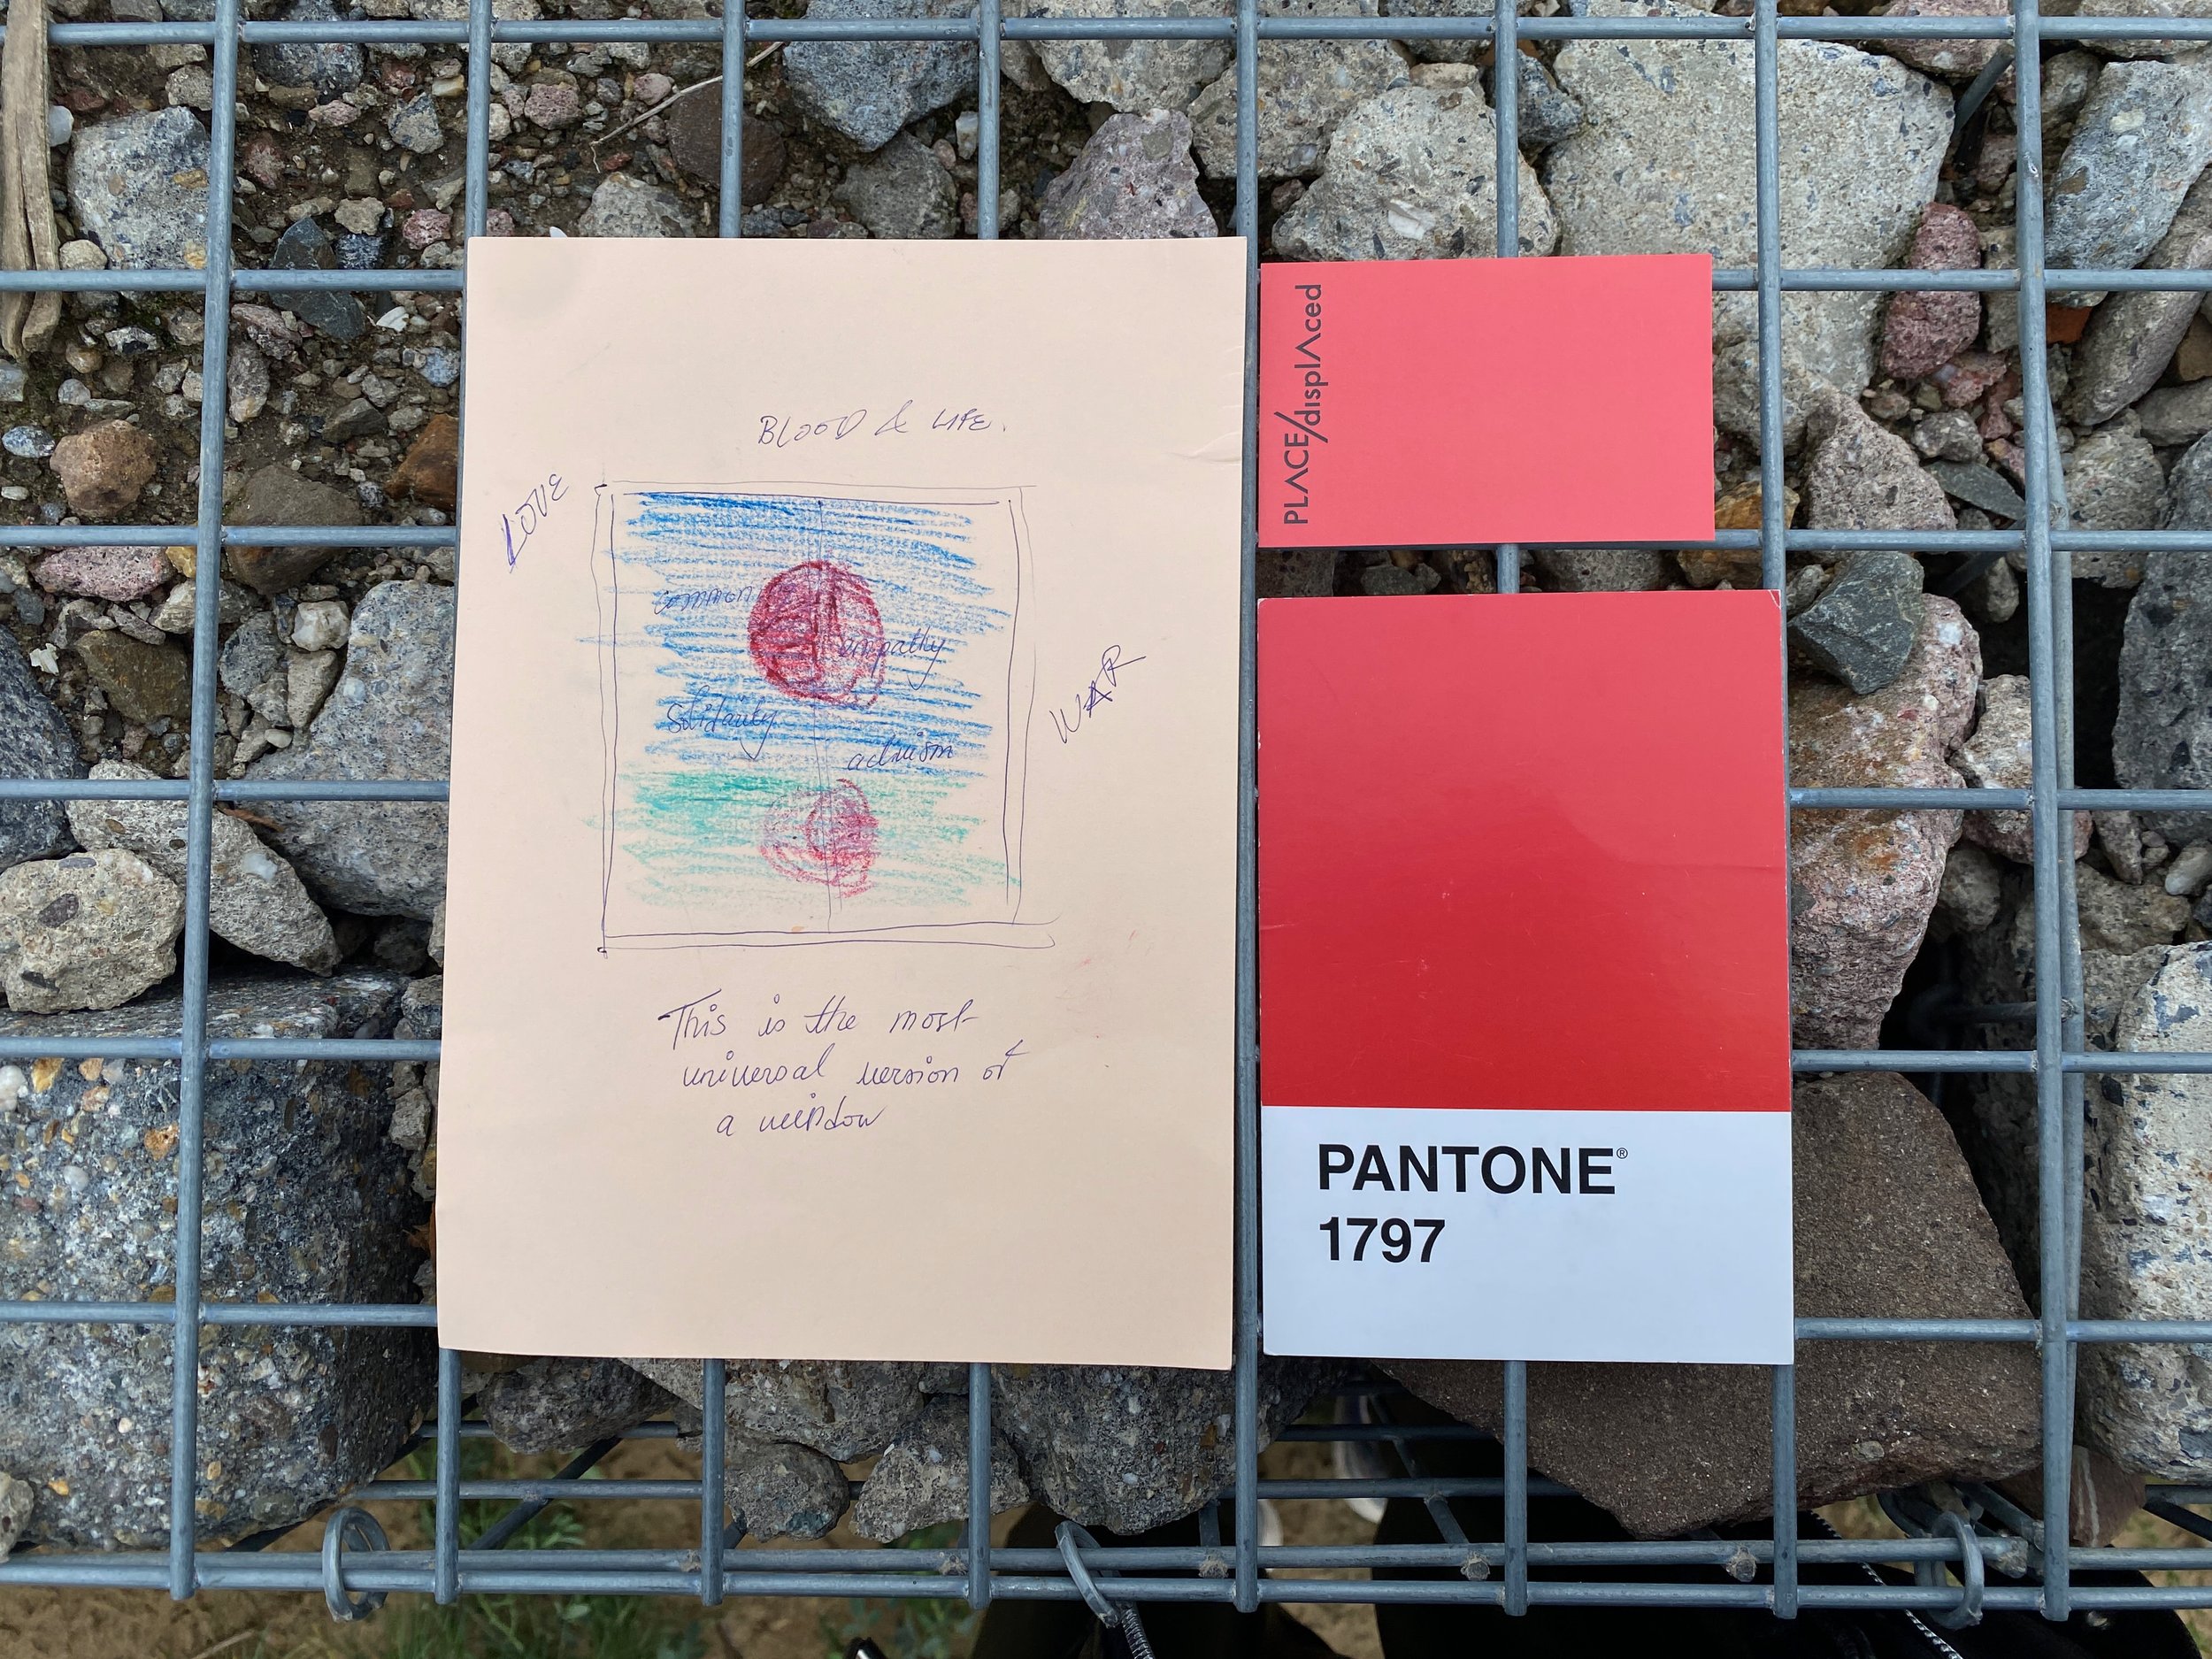 BLOOD & LIFE.
LOVE
common
empathy
solidarity
activism
WAR
This is the most
universal version of
a window
PLACE/displaced
PANTONE®
1797